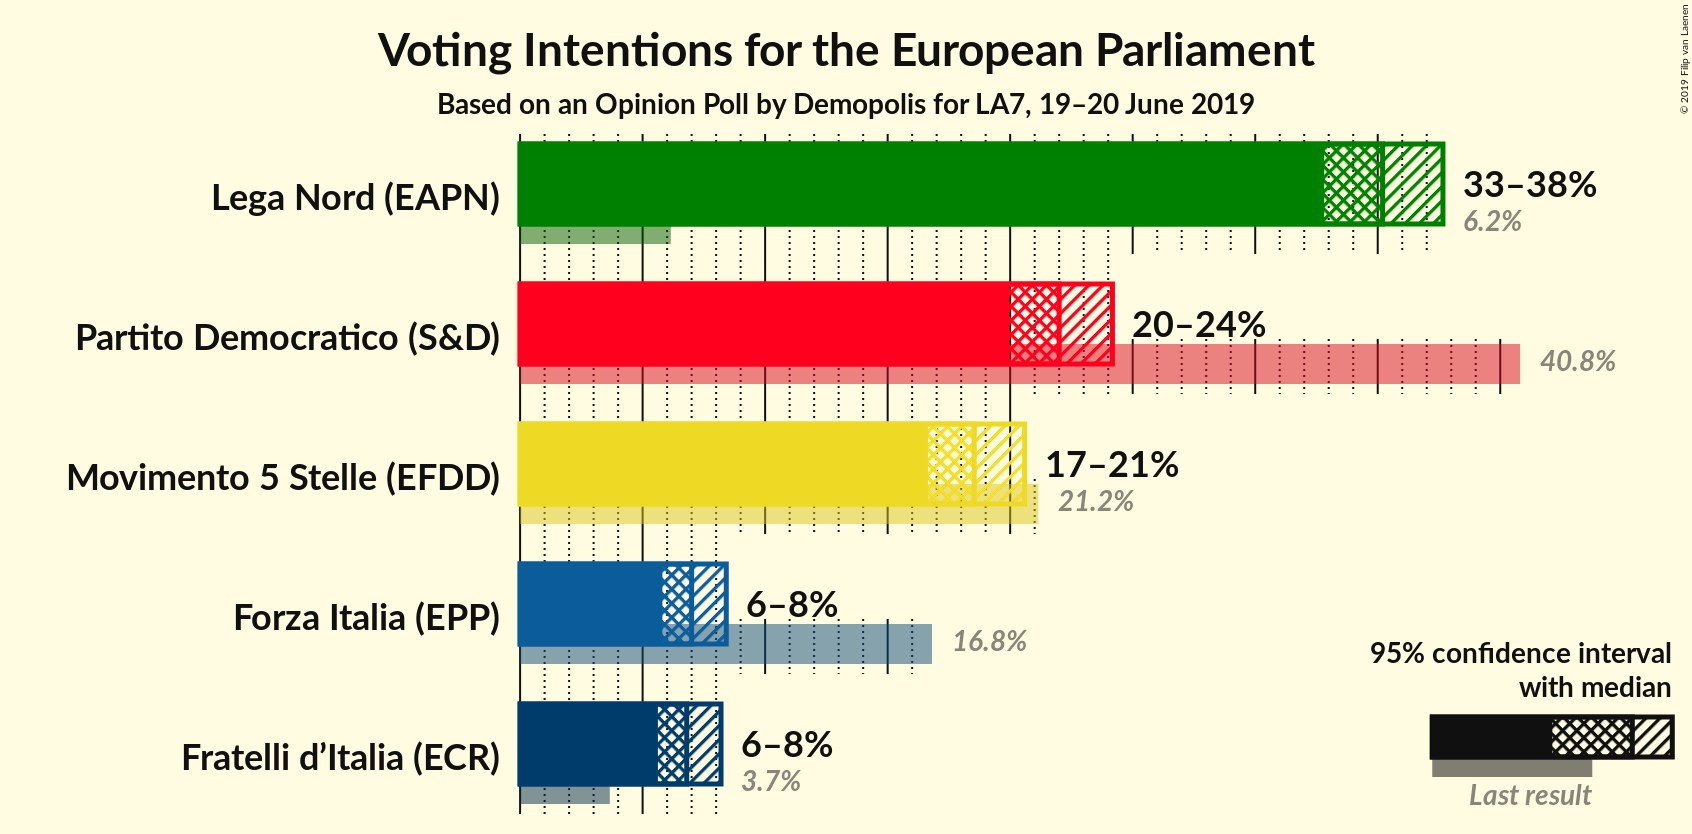 Voting Intentions for the European Parliament
Based on an Opinion Poll by Demopolis for LA7, 19–20 June 2019
© 2019 Filip van Laenen
Lega Nord (EAPN)
33–38%
6.2%
Partito Democratico (S&D)
20–24%
40.8%
Movimento 5 Stelle (EFDD)
17–21%
21.2%
Forza Italia (EPP)
6–8%
16.8%
Fratelli d’Italia (ECR)
6–8%
3.7%
95% confidence interval
with median
Last result